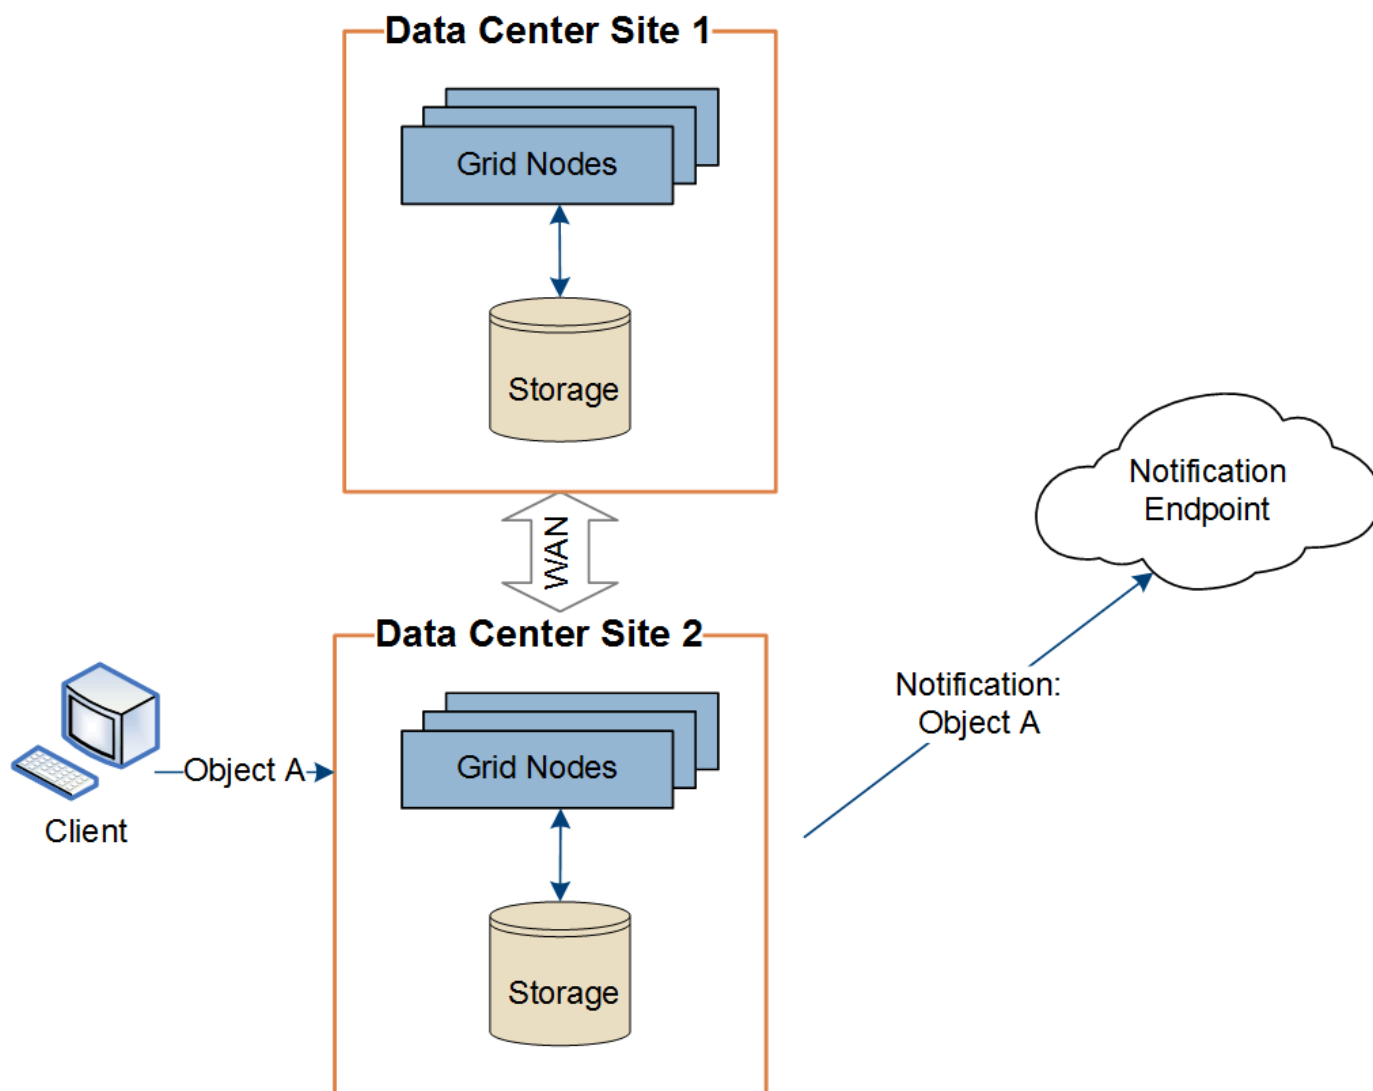 Data Center Site 1
Grid Nodes
Storage
WAN
Notification
Endpoint
Data Center Site 2
Grid Nodes
Storage
Object A
Client
Notification:
Object A